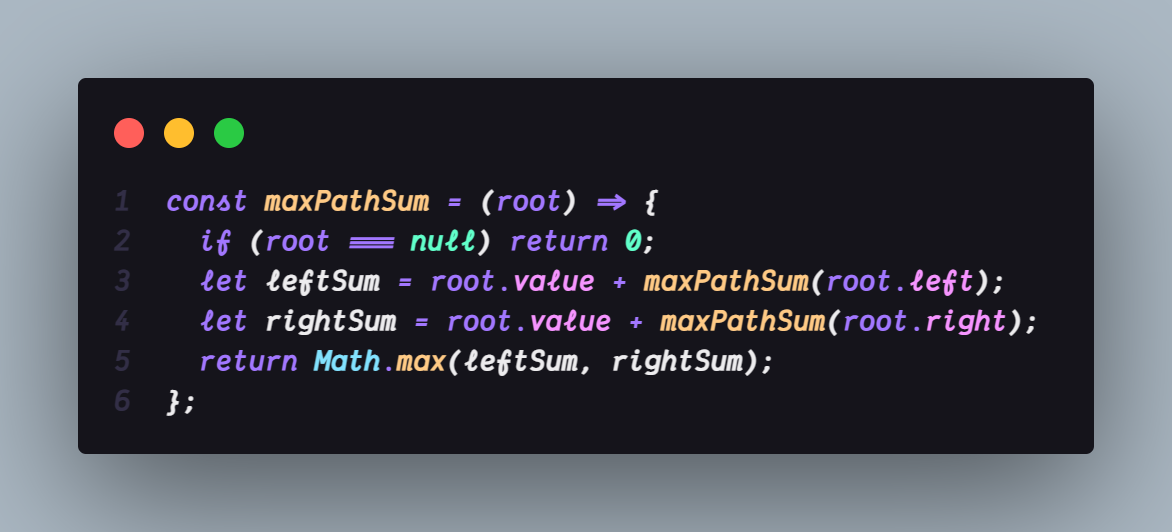 1 const maxPathSum = (root) => {
2 if (root === null) return 0;
3 let leftSum = root.value + maxPathSum(root.left);
4 let rightSum = root.value + maxPathSum(root.right);
5 return Math.max(leftSum, rightSum);
6 };